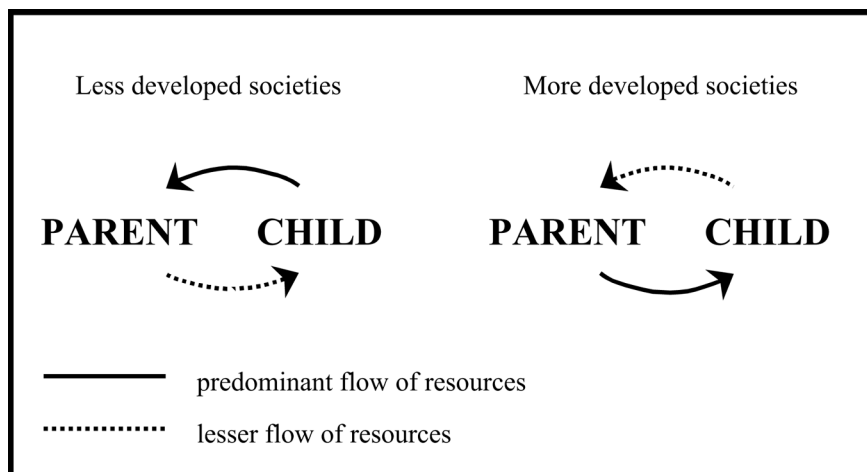 Less developed societies
More developed societies
PARENT CHILD
PARENT CHILD
predominant flow of resources
lesser flow of resources